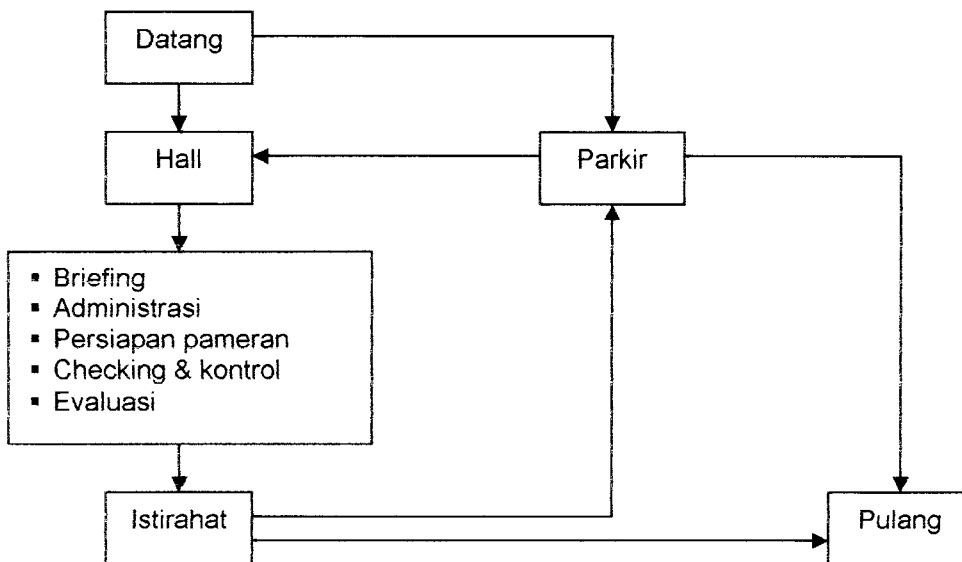 Datang
Hall
Parkir
▪ Briefing
▪ Administrasi
▪ Persiapan pameran
▪ Checking & kontrol
▪ Evaluasi
Istirahat
Pulang